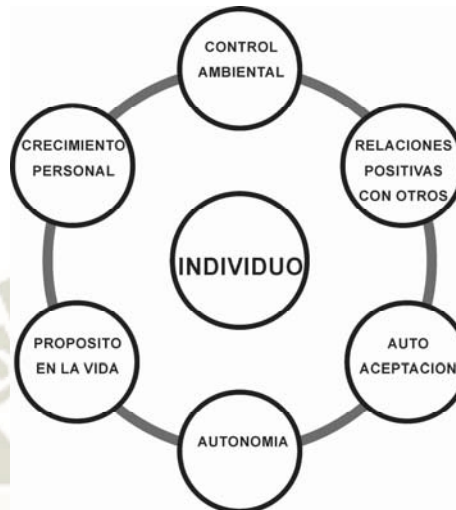 CONTROL
AMBIENTAL
CRECIMIENTO
PERSONAL
RELACIONES
POSITIVAS
CON OTROS
INDIVIDUO
PROPOSITO
EN LA VIDA
AUTO
ACEPTACION
AUTONOMIA